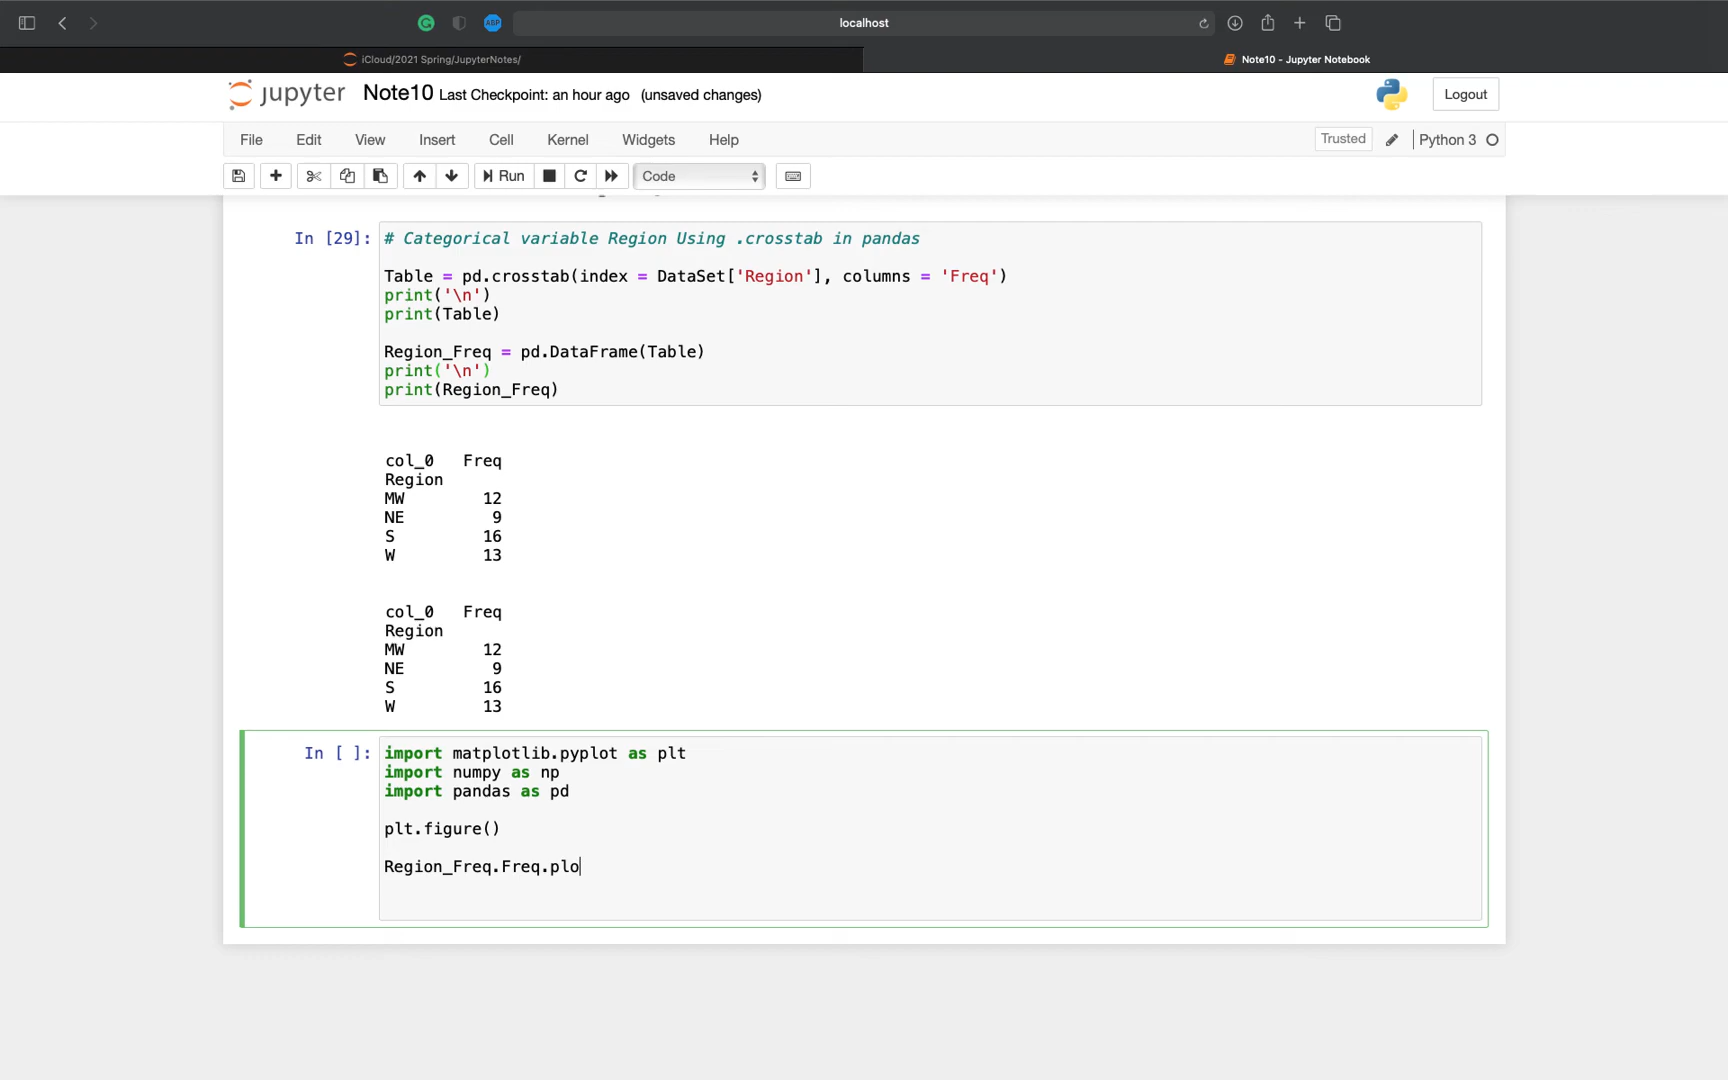 localhost
iCloud/2021 Spring/JupyterNotes/
Note10 - Jupyter Notebook
jupyter Note10 Last Checkpoint: an hour ago (unsaved changes)
Logout
File Edit View Insert Cell Kernel Widgets Help
Trusted
Python 3
Run
Code
In [29]:
# Categorical variable Region Using .crosstab in pandas
Table = pd.crosstab(index = DataSet['Region'], columns = 'Freq')
print('\n')
print(Table)
Region_Freq = pd.DataFrame(Table)
print('\n')
print(Region_Freq)
col_0 Freq
Region
MW 12
NE 9
S 16
W 13
col_0 Freq
Region
MW 12
NE 9
S 16
W 13
In [ ]:
import matplotlib.pyplot as plt
import numpy as np
import pandas as pd
plt.figure()
Region_Freq.Freq.plo